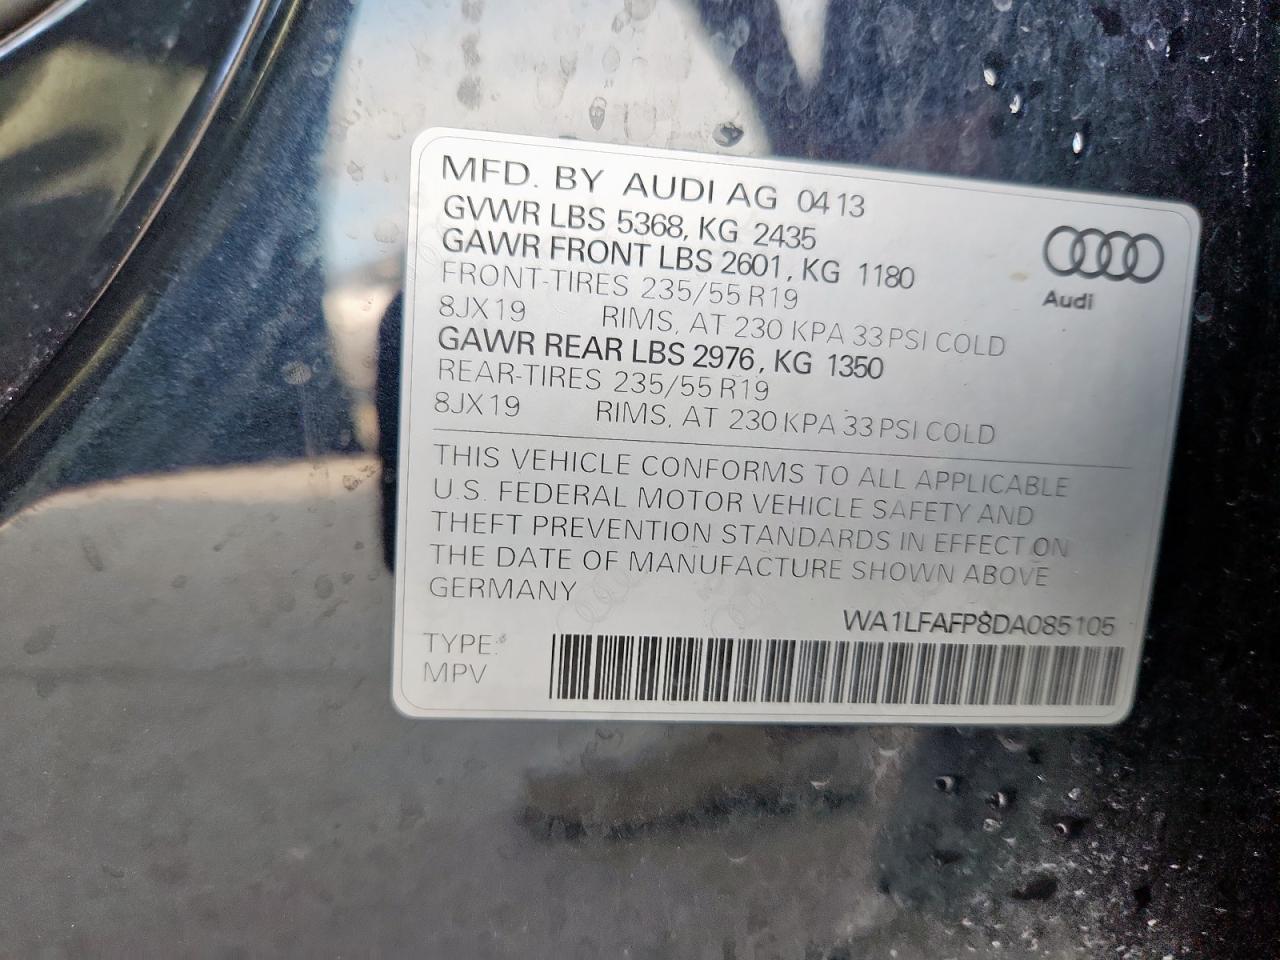 MFD. BY AUDI AG 0413
GVWR LBS 5368, KG 2435
GAWR FRONT LBS 2601, KG 1180
FRONT-TIRES 235/55 R19
8JX19 RIMS, AT 230 KPA 33 PSI COLD
GAWR REAR LBS 2976, KG 1350
REAR-TIRES 235/55 R19
8JX19 RIMS, AT 230 KPA 33 PSI COLD
Audi
THIS VEHICLE CONFORMS TO ALL APPLICABLE
U.S. FEDERAL MOTOR VEHICLE SAFETY AND
THEFT PREVENTION STANDARDS IN EFFECT ON
THE DATE OF MANUFACTURE SHOWN ABOVE
GERMANY
WA1LFAFP8DA085105
TYPE:
MPV